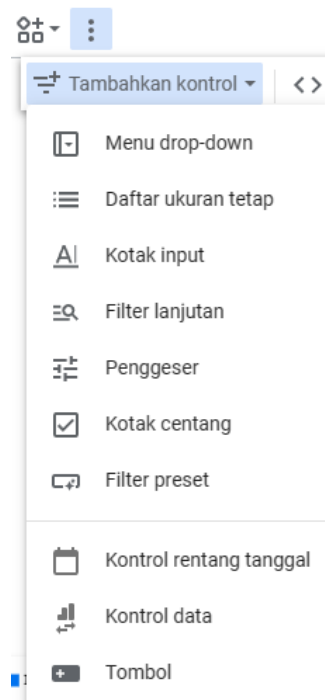 Tambahkan kontrol
Menu drop-down
Daftar ukuran tetap
Kotak input
Filter lanjutan
Penggeser
Kotak centang
Filter preset
Kontrol rentang tanggal
Kontrol data
Tombol